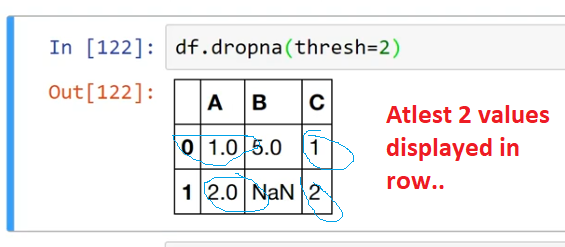 In [122]: df.dropna(thresh=2)
Out[122]:
A B C
0 1.0 5.0 1
1 2.0 NaN 2
Atlest 2 values
displayed in
row..